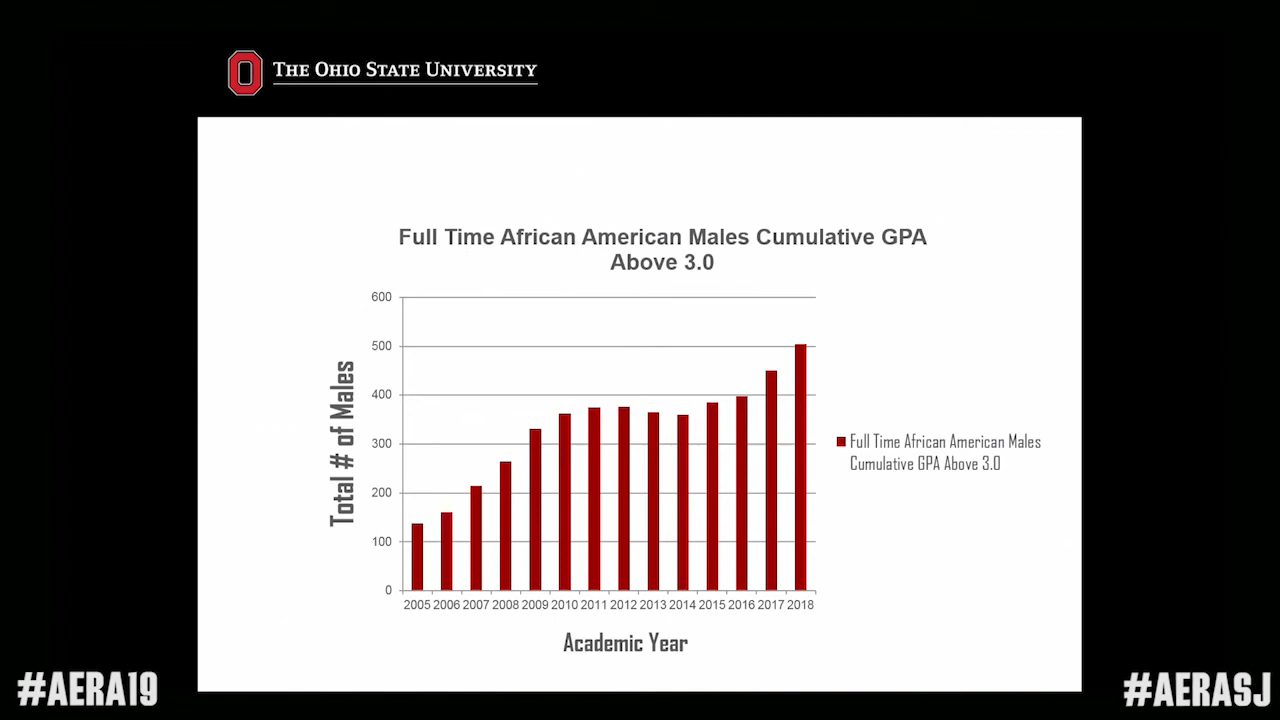 THE OHIO STATE UNIVERSITY
Full Time African American Males Cumulative GPA
Above 3.0
600
500
400
300
200
100
0
Total # of Males
2005 2006 2007 2008 2009 2010 2011 2012 2013 2014 2015 2016 2017 2018
Academic Year
Full Time African American Males
Cumulative GPA Above 3.0
#AERA19
#AERASJ